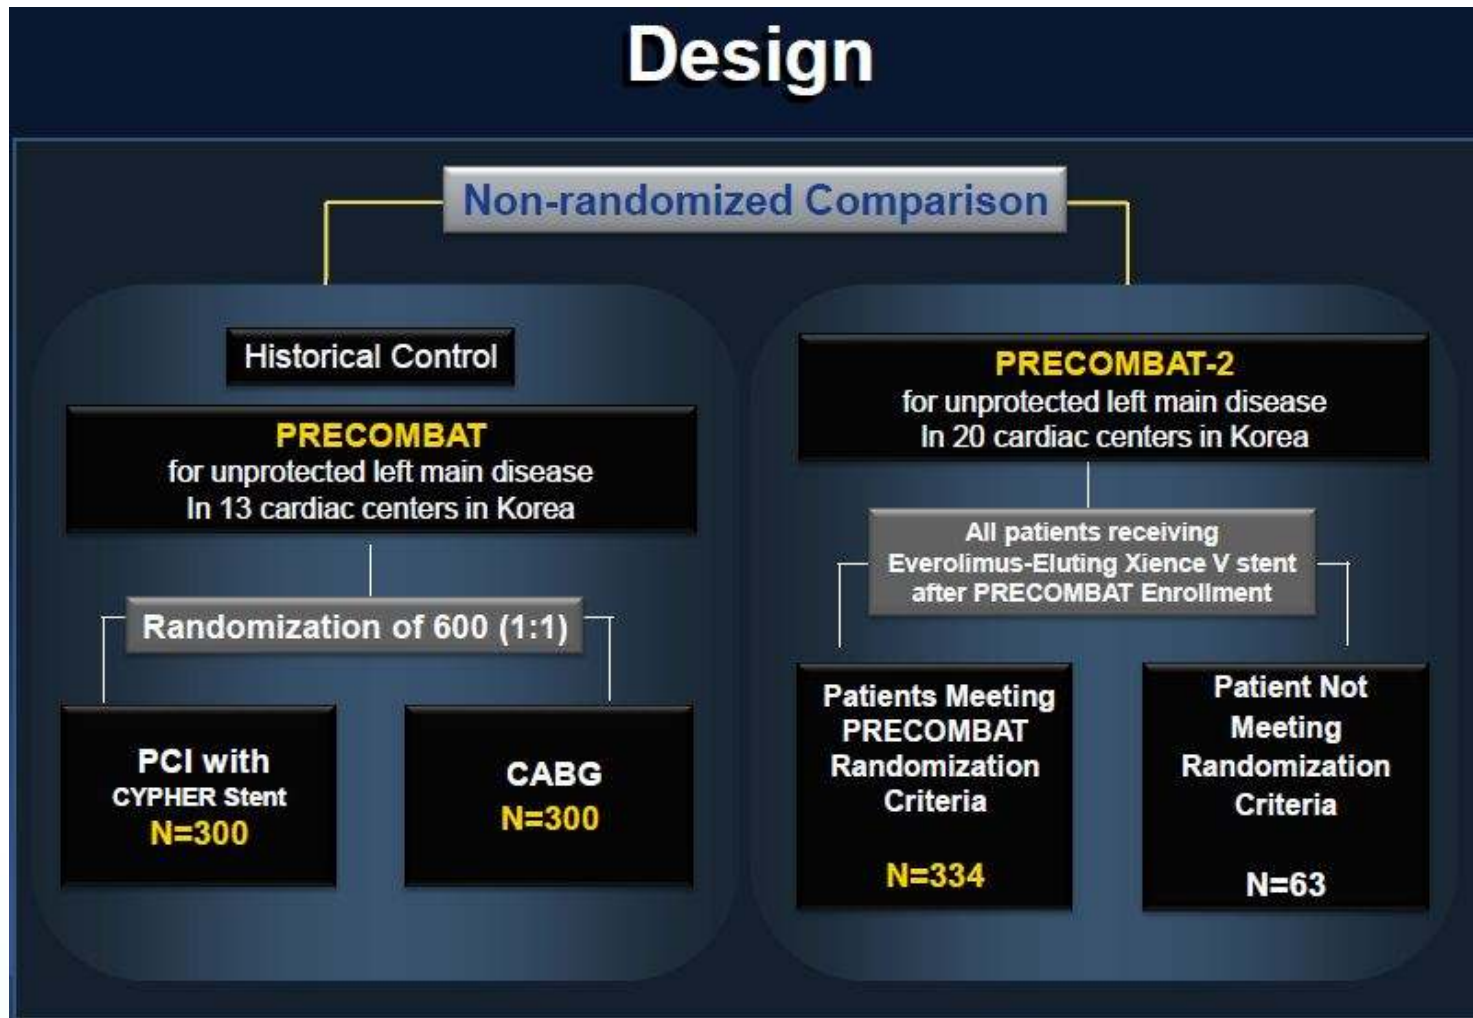 Design
Non-randomized Comparison
Historical Control
PRECOMBAT
for unprotected left main disease
In 13 cardiac centers in Korea
Randomization of 600 (1:1)
PCI with
CYPHER Stent
N=300
CABG
N=300
PRECOMBAT-2
for unprotected left main disease
In 20 cardiac centers in Korea
All patients receiving
Everolimus-Eluting Xience V stent
after PRECOMBAT Enrollment
Patients Meeting
PRECOMBAT
Randomization
Criteria
N=334
Patient Not
Meeting
Randomization
Criteria
N=63